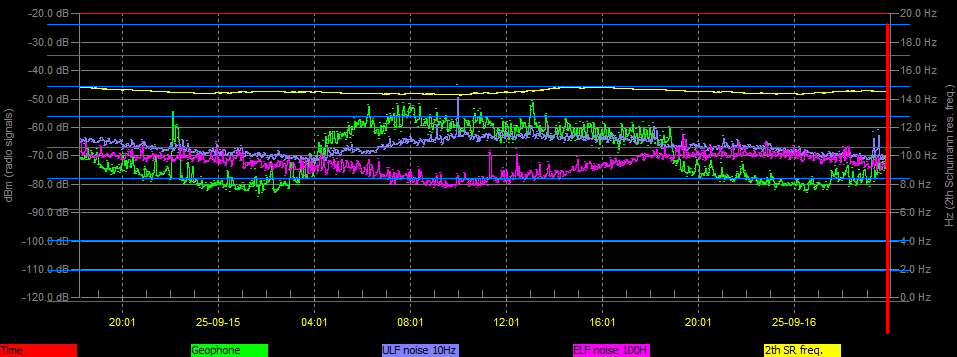 -20.0 dB 20.0 Hz
-30.0 dB 18.0 Hz
-40.0 dB 16.0 Hz
-50.0 dB 14.0 Hz
-60.0 dB 12.0 Hz
-70.0 dB 10.0 Hz
-80.0 dB 8.0 Hz
-90.0 dB 6.0 Hz
-100.0 dB 4.0 Hz
-110.0 dB 2.0 Hz
-120.0 dB 0.0 Hz
dBm (radio signals)
Hz (2th Schumann res. freq.)
20:01 25-09-15 04:01 08:01 12:01 16:01 20:01 25-09-16
Time Geophone ULF noise 10Hz ELF noise 100H 2th SR freq.